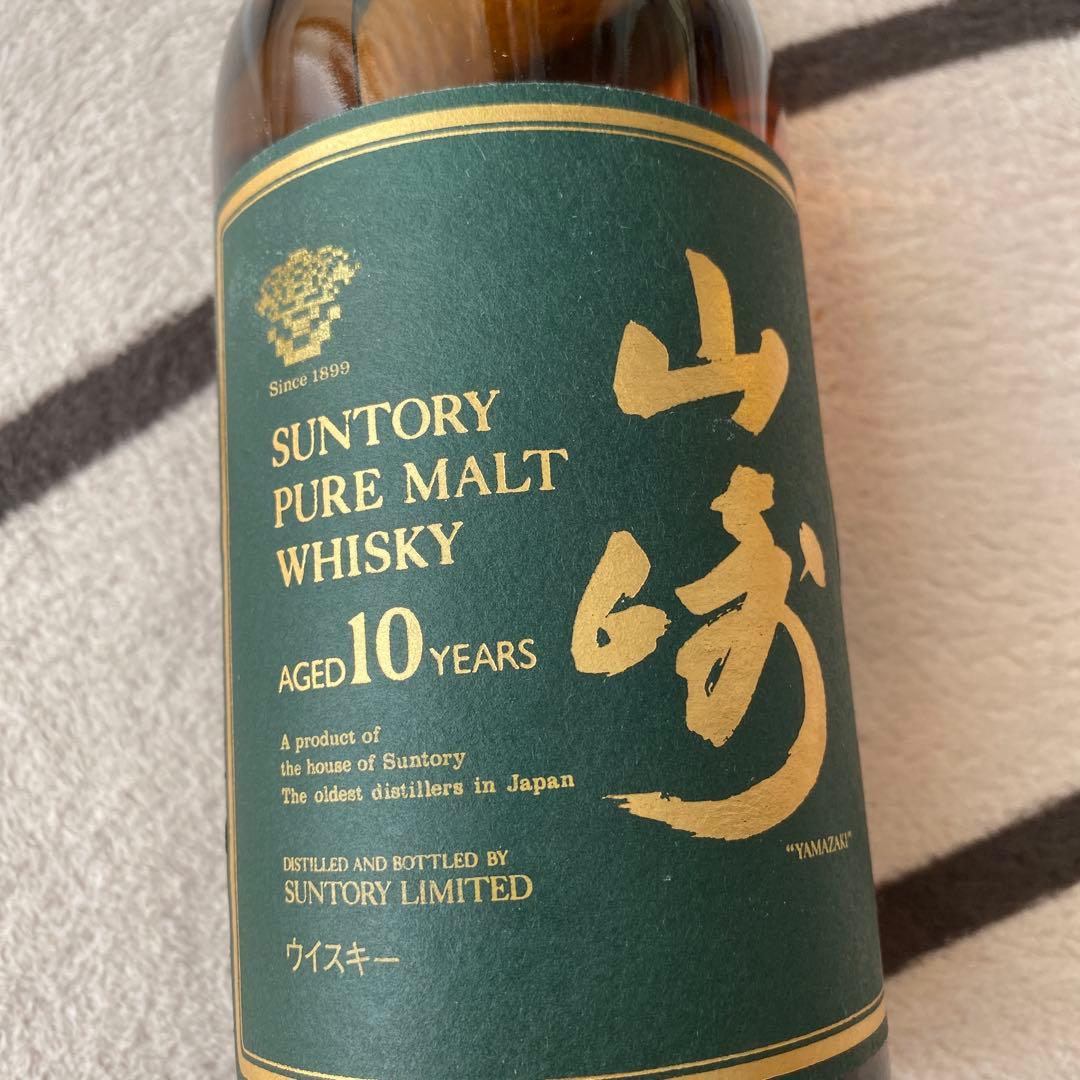 Since 1899
SUNTORY
PURE MALT
WHISKY
AGED 10 YEARS
A product of
the house of Suntory
The oldest distillers in Japan
DISTILLED AND BOTTLED BY
SUNTORY LIMITED
ウイスキー
山崎
"YAMAZAKI"